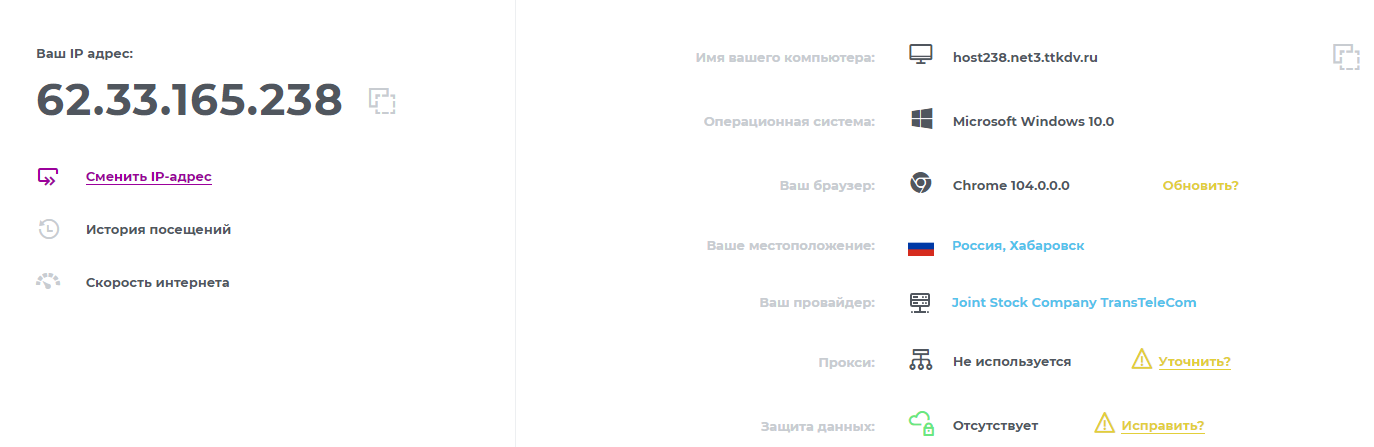 Ваш IP адрес:
62.33.165.238
Сменить IP-адрес
История посещений
Скорость интернета
Имя вашего компьютера: host238.net3.ttkdv.ru
Операционная система: Microsoft Windows 10.0
Ваш браузер: Chrome 104.0.0.0 Обновить?
Ваше местоположение: Россия, Хабаровск
Ваш провайдер: Joint Stock Company TransTeleCom
Прокси: Не используется Уточнить?
Защита данных: Отсутствует Исправить?